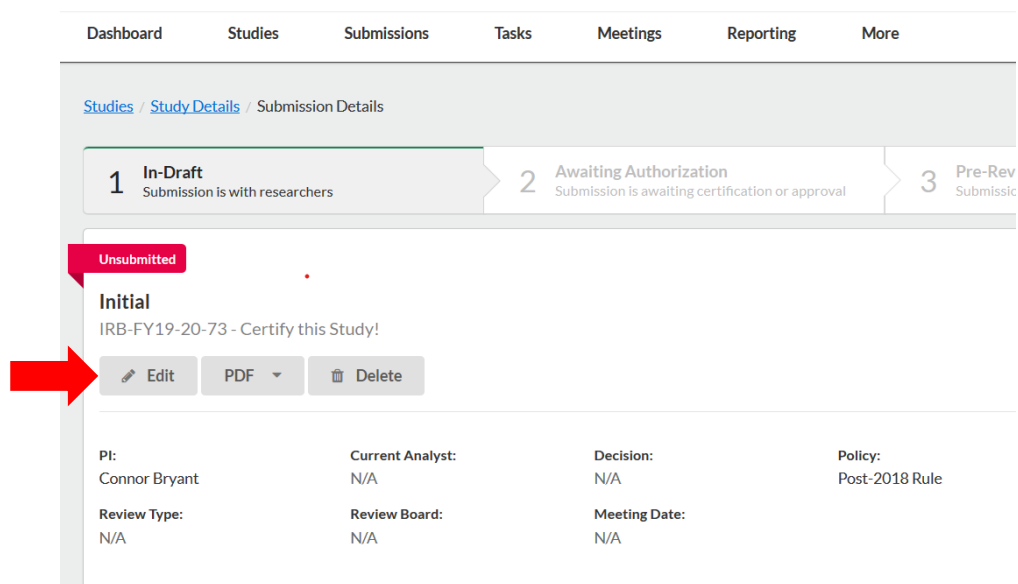 Dashboard Studies Submissions Tasks Meetings Reporting More
Studies / Study Details / Submission Details
1 In-Draft
Submission is with researchers
2 Awaiting Authorization
Submission is awaiting certification or approval
3 Pre-Rev
Submissio
Unsubmitted
Initial
IRB-FY19-20-73 - Certify this Study!
Edit PDF Delete
PI: Current Analyst: Decision: Policy:
Connor Bryant N/A N/A Post-2018 Rule
Review Type: Review Board: Meeting Date:
N/A N/A N/A